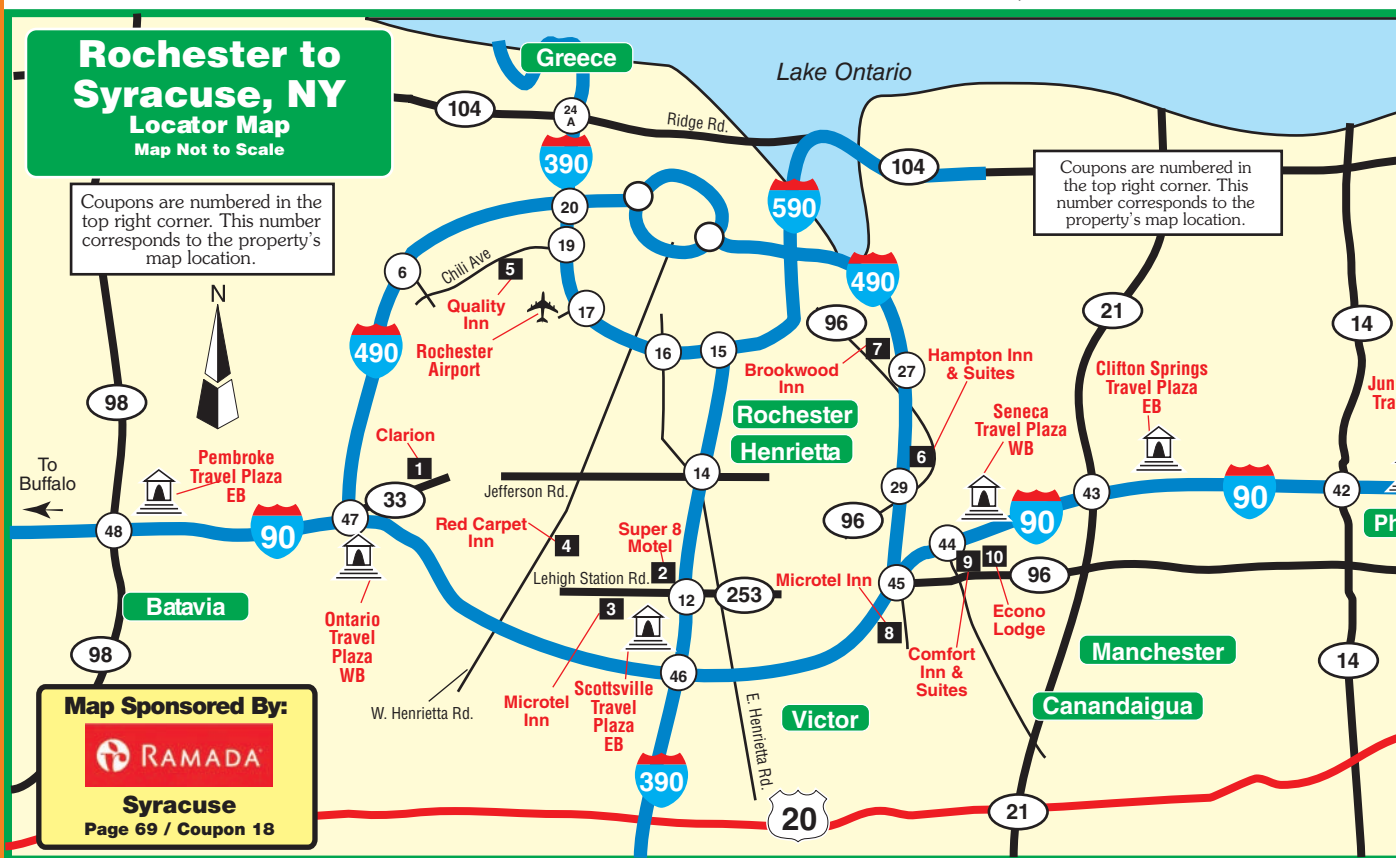 Rochester to
Syracuse, NY
Locator Map
Map Not to Scale
Coupons are numbered in the
top right corner. This number
corresponds to the property's
map location.
Greece
Lake Ontario
104
24
A
Ridge Rd.
390
104
590
Coupons are numbered in
the top right corner. This
number corresponds to the
property's map location.
20
19
6
Chili Ave
5
Quality
Inn
N
17
Rochester
Airport
490
490
16
15
96
7
Brookwood
Inn
27
Hampton Inn
& Suites
21
14
Clifton Springs
Travel Plaza
EB
Jun
Tra
98
Rochester
Henrietta
Seneca
Travel Plaza
WB
To
Buffalo
Pembroke
Travel Plaza
EB
Clarion
1
33
14
Jefferson Rd.
6
29
96
43
42
90
90
48
90
47
Red Carpet
Inn
4
Super 8
Motel
2
Lehigh Station Rd.
12
253
3
Microtel Inn
8
45
44
9
10
96
Econo
Lodge
Comfort
Inn &
Suites
Ph
Batavia
98
Ontario
Travel
Plaza
WB
Microtel
Inn
Scottsville
Travel
Plaza
EB
46
W. Henrietta Rd.
E. Henrietta Rd.
Victor
Manchester
Canandaigua
14
390
20
21
Map Sponsored By:
RAMADA
Syracuse
Page 69 / Coupon 18